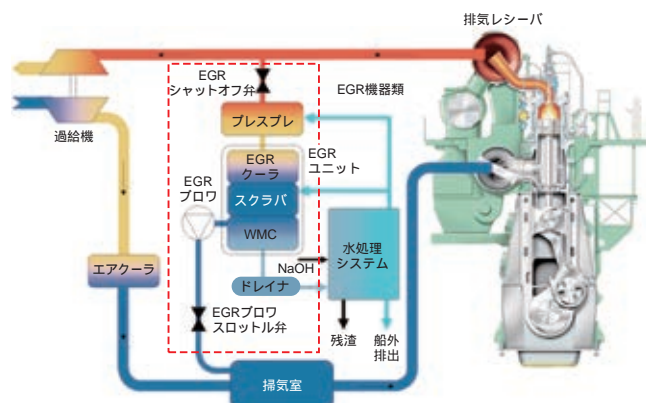 排気レシーバ
EGR
シャットオフ弁
EGR機器類
過給機
プレスプレ
EGR
クーラ
EGR
ユニット
スクラバ
EGR
ブロワ
WMC
水処理
システム
NaOH
エアクーラ
ドレイナ
EGRブロワ
スロットル弁
残渣
船外
排出
掃気室